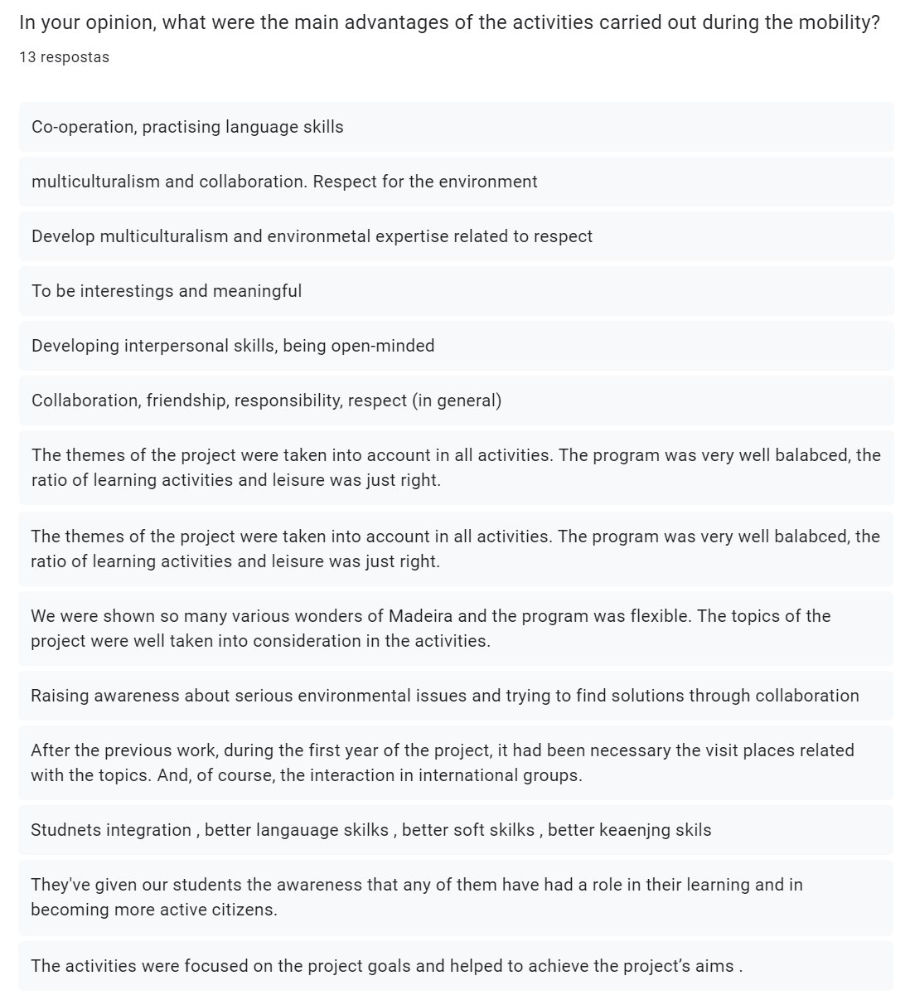 In your opinion, what were the main advantages of the activities carried out during the mobility?
13 respostas
Co-operation, practising language skills
multiculturalism and collaboration. Respect for the environment
Develop multiculturalism and environmetal expertise related to respect
To be interestings and meaningful
Developing interpersonal skills, being open-minded
Collaboration, friendship, responsibility, respect (in general)
The themes of the project were taken into account in all activities. The program was very well balabced, the
ratio of learning activities and leisure was just right.
The themes of the project were taken into account in all activities. The program was very well balabced, the
ratio of learning activities and leisure was just right.
We were shown so many various wonders of Madeira and the program was flexible. The topics of the
project were well taken into consideration in the activities.
Raising awareness about serious environmental issues and trying to find solutions through collaboration
After the previous work, during the first year of the project, it had been necessary the visit places related
with the topics. And, of course, the interaction in international groups.
Studnets integration , better langauage skilks , better soft skilks , better keaenjng skils
They've given our students the awareness that any of them have had a role in their learning and in
becoming more active citizens.
The activities were focused on the project goals and helped to achieve the project’s aims .